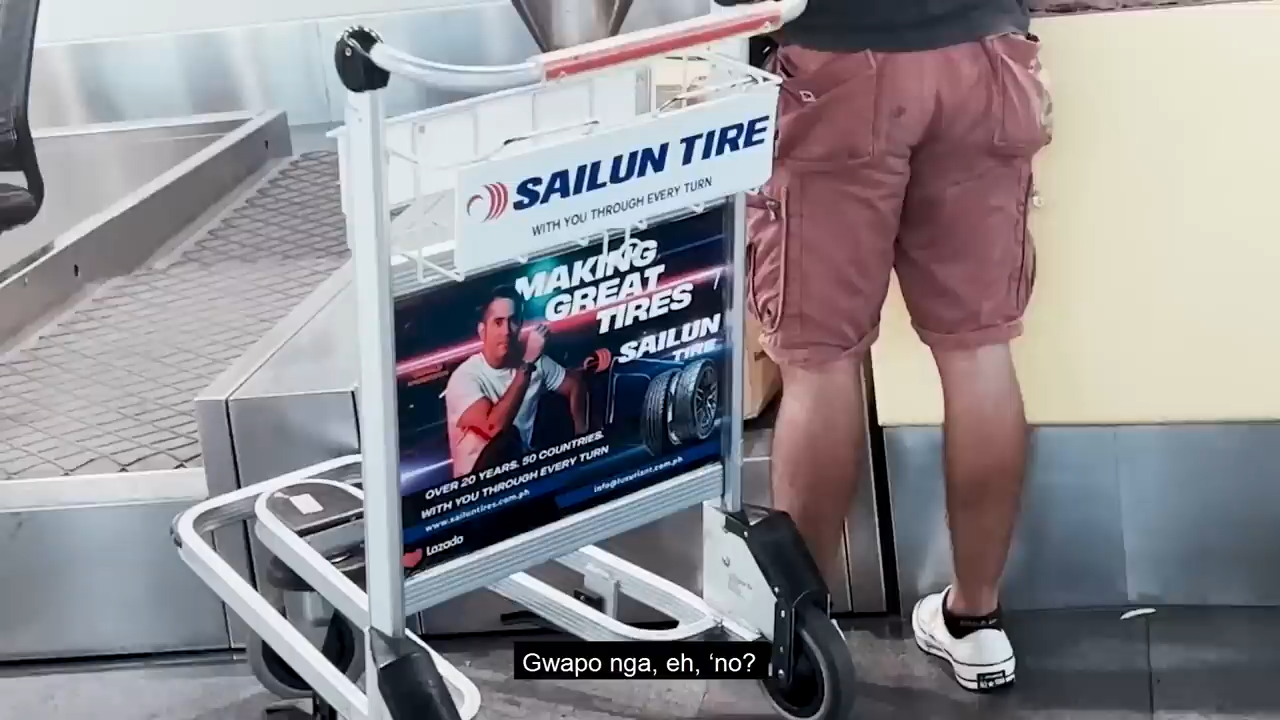 SAILUN TIRE
WITH YOU THROUGH EVERY TURN
MAKING
GREAT
TIRES
SAILUN
TIRE
OVER 20 YEARS. 50 COUNTRIES.
WITH YOU THROUGH EVERY TURN
www.sailuntires.com.ph
info@luxuriant.com.ph
Lazada
Gwapo nga, eh, ‘no?